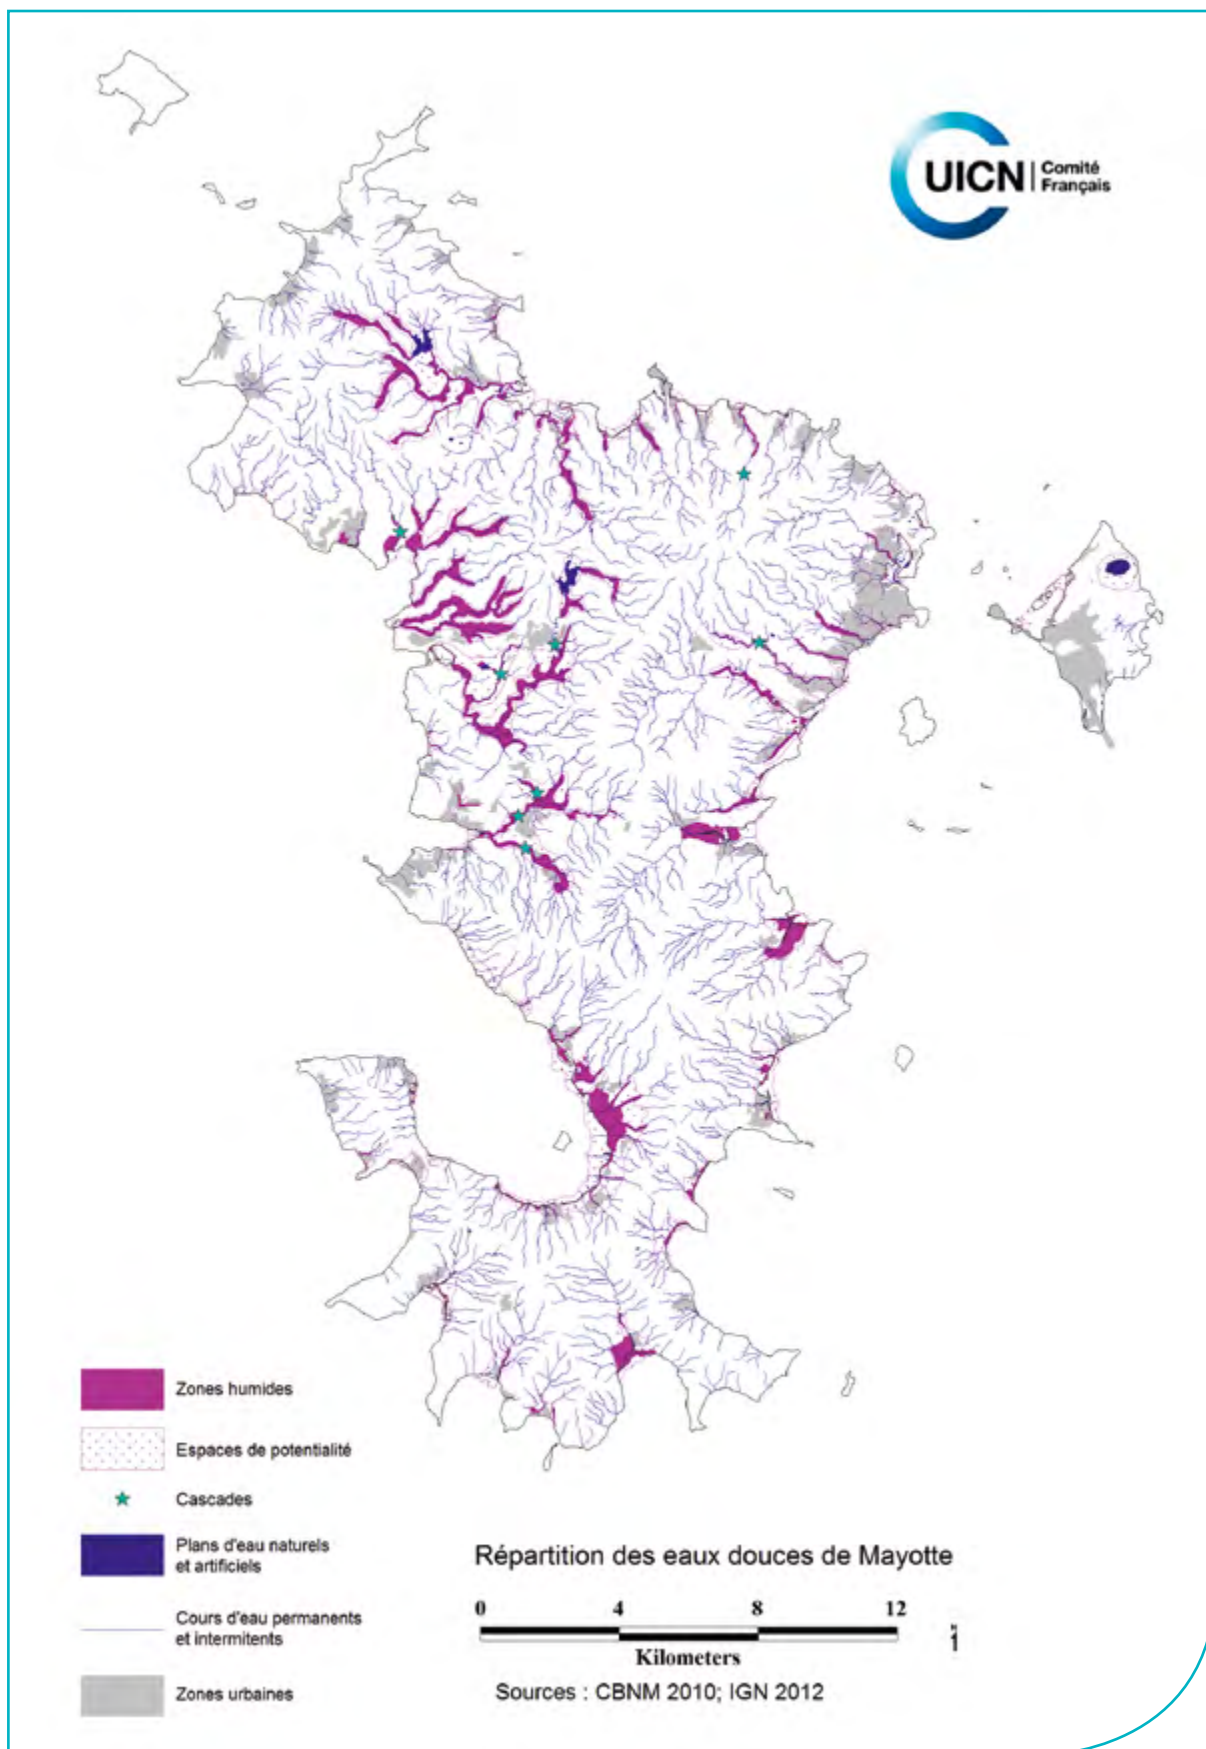 UICN
Comité
Français
Zones humides
Espaces de potentialité
Cascades
Plans d'eau naturels
et artificiels
Cours d'eau permanents
et intermitents
Zones urbaines
Répartition des eaux douces de Mayotte
0 4 8 12
Kilometers
Sources : CBNM 2010; IGN 2012